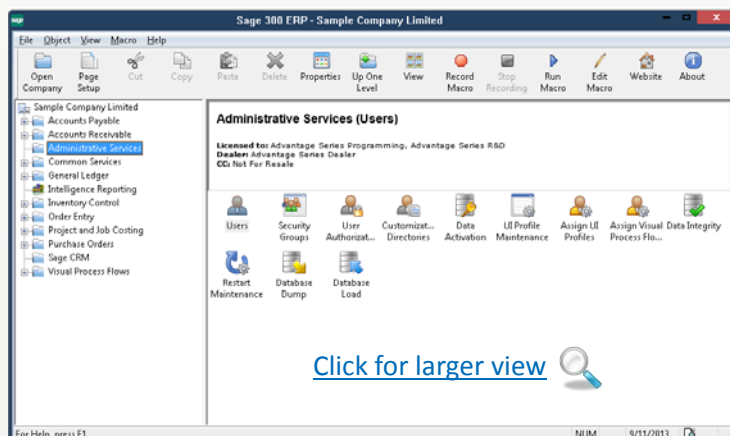 sage
Sage 300 ERP - Sample Company Limited
File Object View Macro Help
Open Company
Page Setup
Cut
Copy
Paste
Delete
Properties
Up One Level
View
Record Macro
Stop Recording
Run Macro
Edit Macro
Website
About
Sample Company Limited
Accounts Payable
Accounts Receivable
Administrative Services
Common Services
General Ledger
Intelligence Reporting
Inventory Control
Order Entry
Project and Job Costing
Purchase Orders
Sage CRM
Visual Process Flows
Administrative Services (Users)
Licensed to: Advantage Series Programming, Advantage Series R&D
Dealer: Advantage Series Dealer
CC: Not For Resale
Users
Security Groups
User Authorizat...
Customizat... Directories
Data Activation
UI Profile Maintenance
Assign UI Profiles
Assign Visual Process Flo...
Data Integrity
Restart Maintenance
Database Dump
Database Load
Click for larger view
For Help, press F1
NUM
9/11/2013